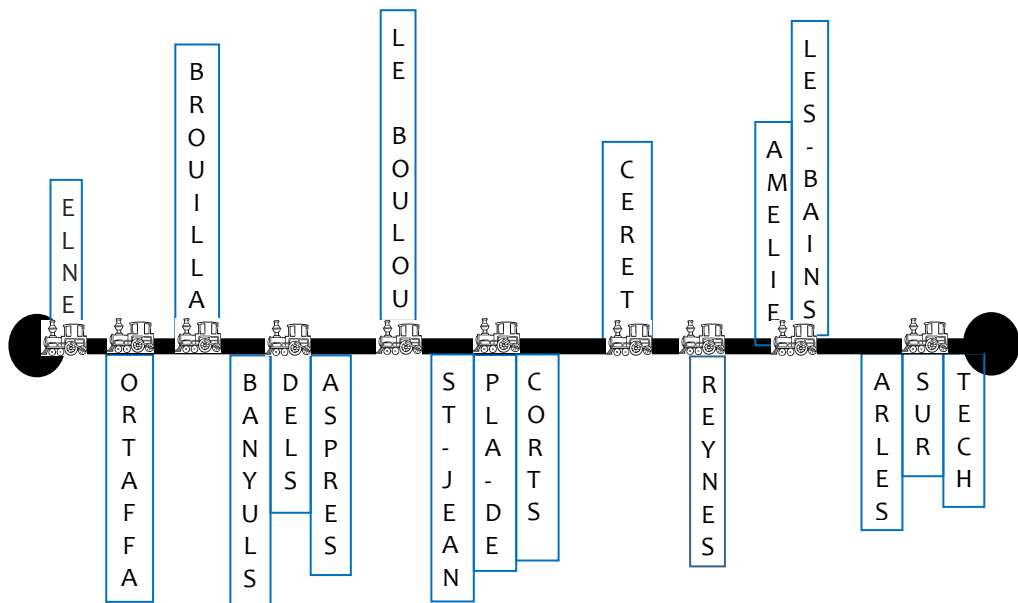 ELNE
ORTAFFA
BROUILLA
BANYULS
DELS
ASPRES
LE BOULOU
ST-JEAN
PLA-DE
CORTS
CERET
REYNES
AMELIE
LES-BAINS
ARLES
SUR
TECH